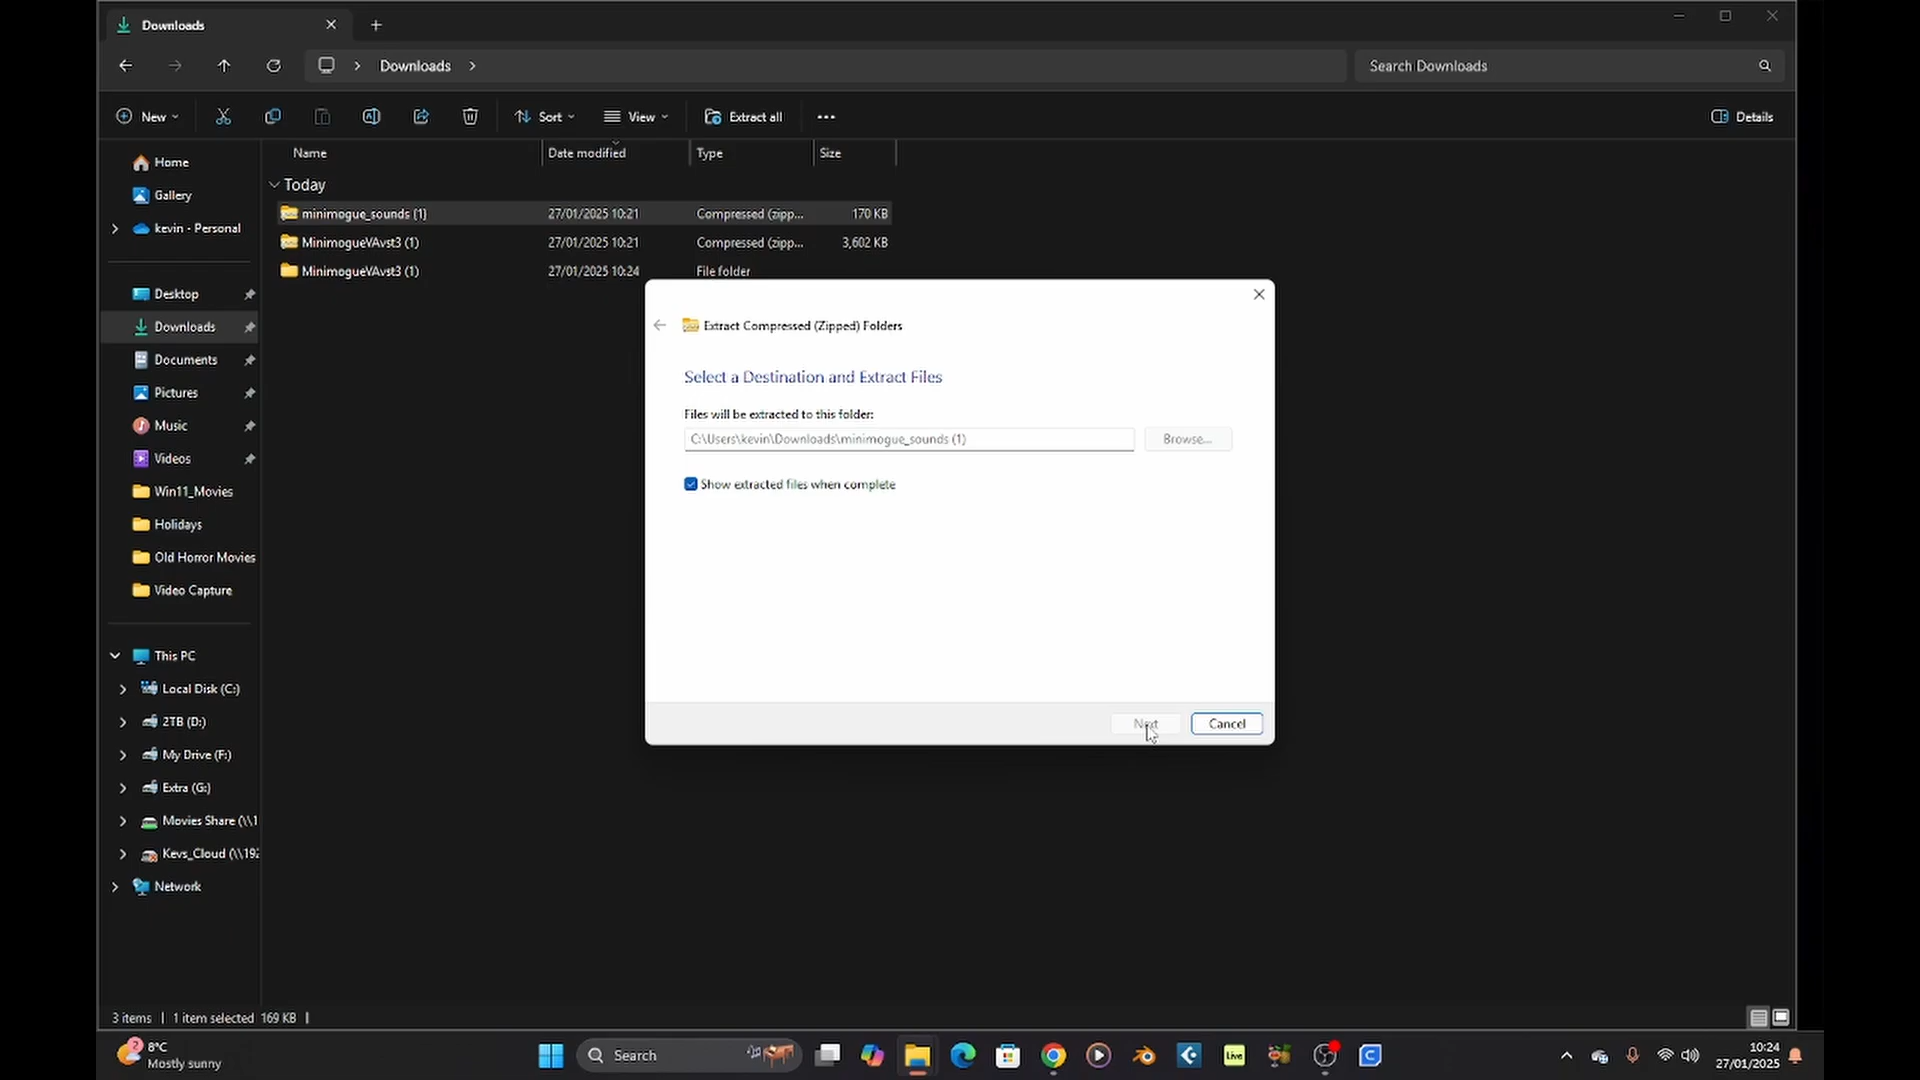 Downloads
Downloads
Search Downloads
New
Sort
View
Extract all
Details
Name
Date modified
Type
Size
Today
minimogue_sounds (1)
27/01/2025 10:21
Compressed (zipp...
170 KB
MinimogueVAvst3 (1)
27/01/2025 10:21
Compressed (zipp...
3,602 KB
MinimogueVAvst3 (1)
27/01/2025 10:24
File folder
Home
Gallery
kevin - Personal
Desktop
Downloads
Documents
Pictures
Music
Videos
Win11_Movies
Holidays
Old Horror Movies
Video Capture
This PC
Local Disk (C:)
2TB (D:)
My Drive (F:)
Extra (G:)
Movies Share (\\1
Kevs_Cloud (\\192
Network
Extract Compressed (Zipped) Folders
Select a Destination and Extract Files
Files will be extracted to this folder:
C:\Users\kevin\Downloads\minimogue_sounds (1)
Browse...
Show extracted files when complete
Next
Cancel
3 items
1 item selected 169 KB
2
8°C
Mostly sunny
Search
Live
10:24
27/01/2025